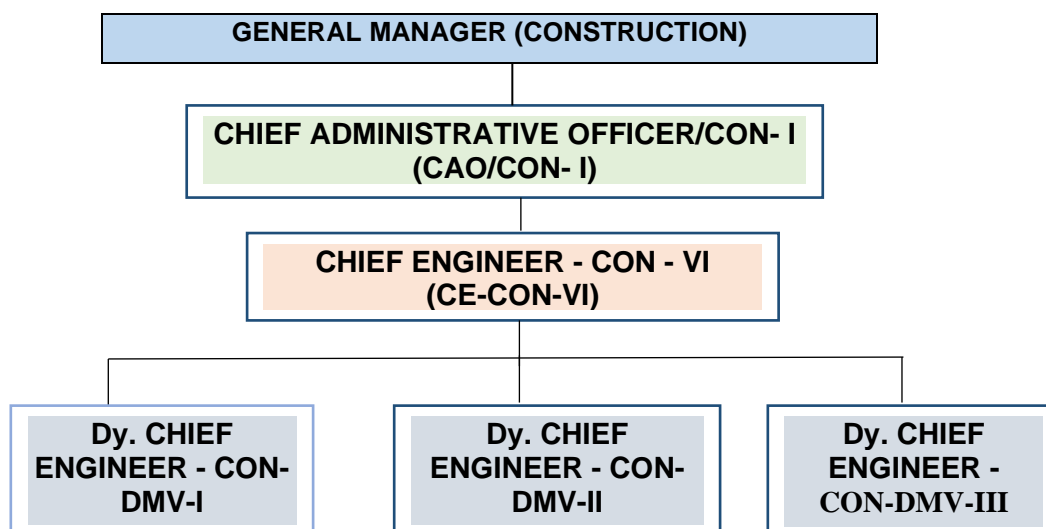 GENERAL MANAGER (CONSTRUCTION)
CHIEF ADMINISTRATIVE OFFICER/CON- I
(CAO/CON- I)
CHIEF ENGINEER - CON - VI
(CE-CON-VI)
Dy. CHIEF
ENGINEER - CON-
DMV-I
Dy. CHIEF
ENGINEER - CON-
DMV-II
Dy. CHIEF
ENGINEER -
CON-DMV-III